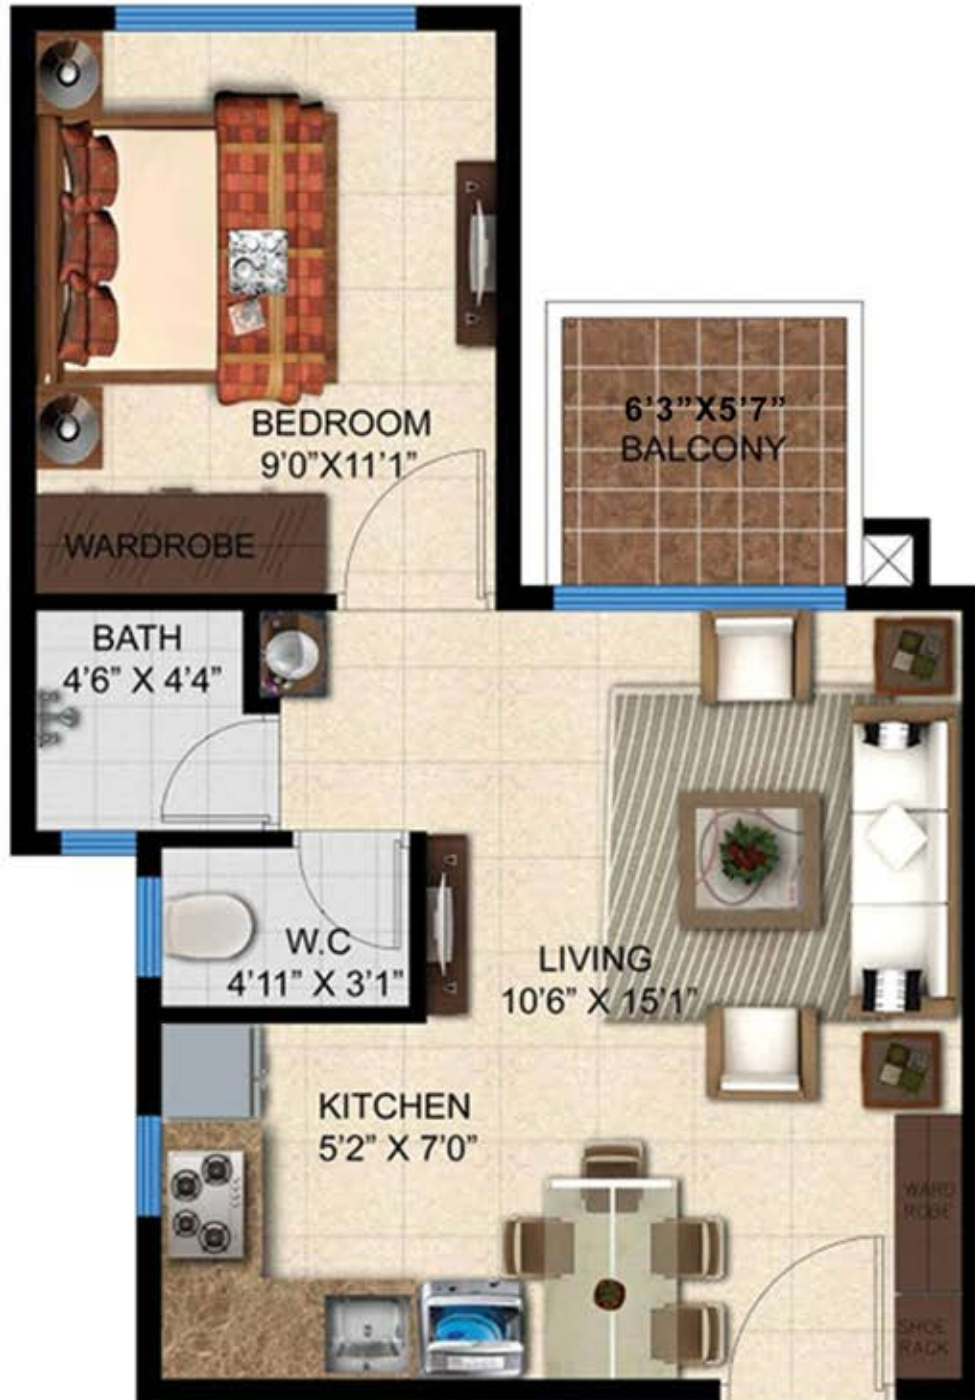 BEDROOM
9'0"X11'1"
6'3"X5'7"
BALCONY
WARDROBE
BATH
4'6" X 4'4"
W.C
4'11" X 3'1"
LIVING
10'6" X 15'1"
KITCHEN
5'2" X 7'0"
WARD
ROBE
SHOE
RACK